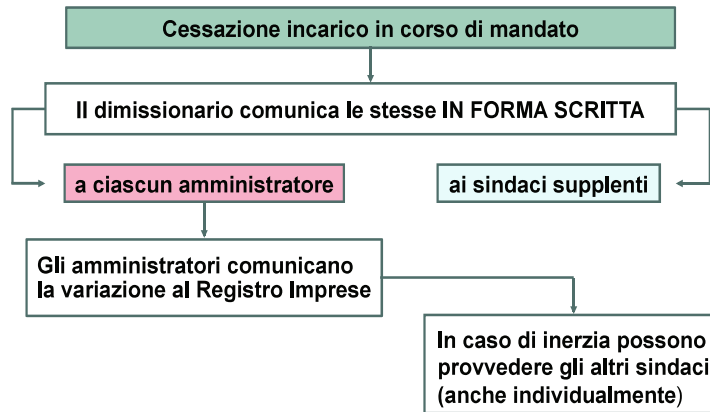 Cessazione incarico in corso di mandato
Il dimissionario comunica le stesse IN FORMA SCRITTA
a ciascun amministratore
ai sindaci supplenti
Gli amministratori comunicano
la variazione al Registro Imprese
In caso di inerzia possono
provvedere gli altri sindaci
(anche individualmente)